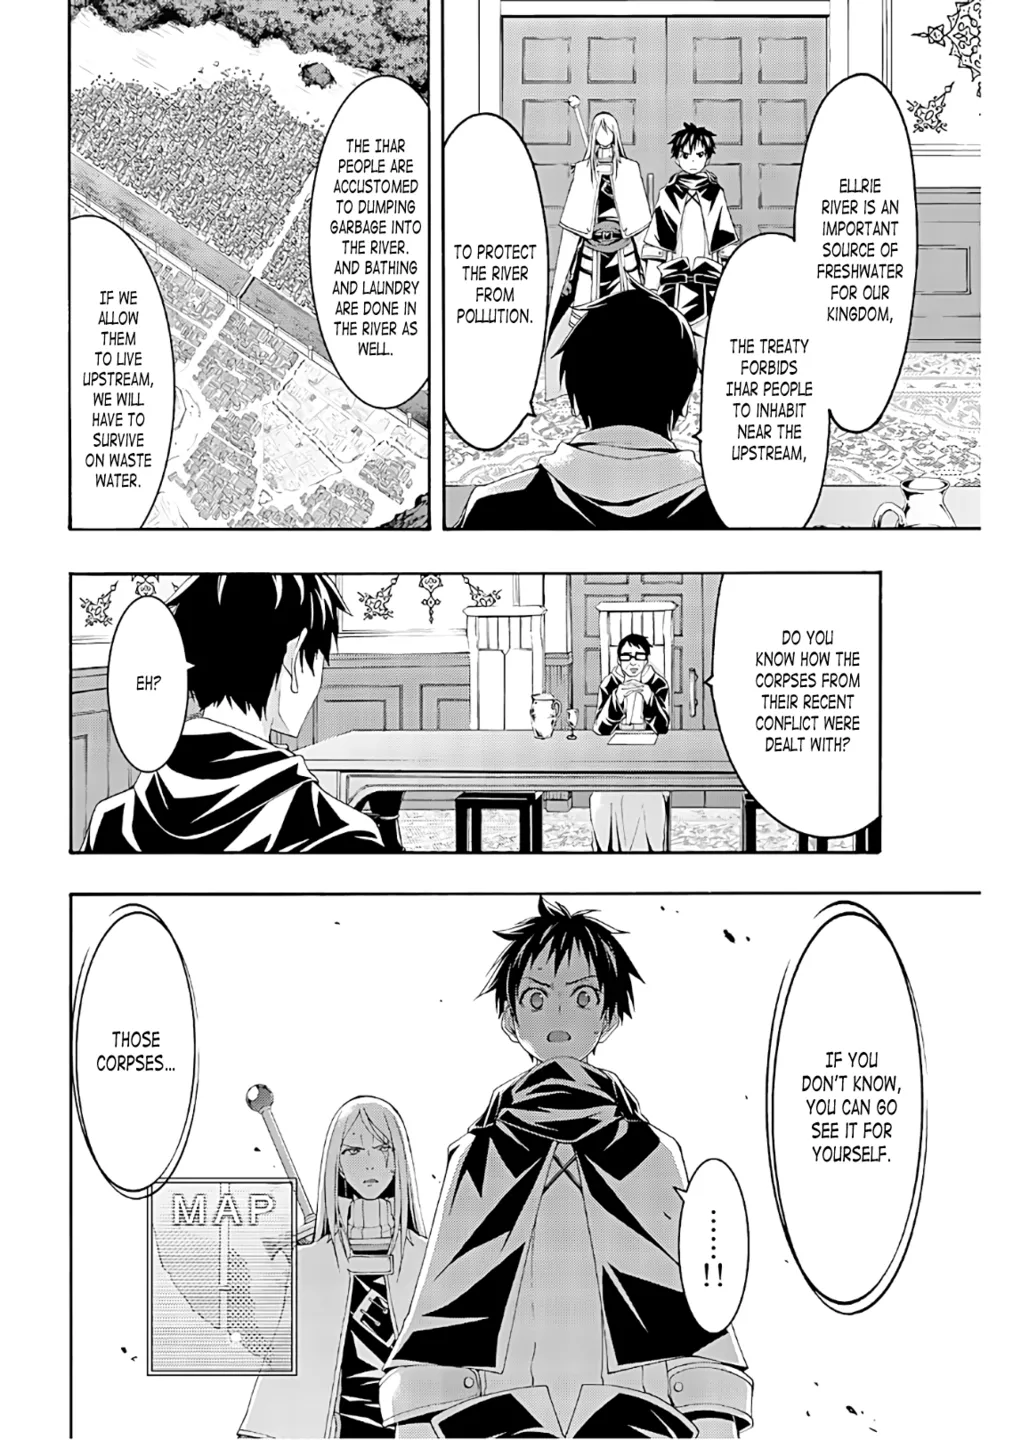 ELLRIE
RIVER IS AN
IMPORTANT
SOURCE OF
FRESHWATER
FOR OUR
KINGDOM,
THE TREATY
FORBIDS
IHAR PEOPLE
TO INHABIT
NEAR THE
UPSTREAM,
TO PROTECT
THE RIVER
FROM
POLLUTION.
THE IHAR
PEOPLE ARE
ACCUSTOMED
TO DUMPING
GARBAGE INTO
THE RIVER.
AND BATHING
AND LAUNDRY
ARE DONE IN
THE RIVER AS
WELL.
IF WE
ALLOW
THEM
TO LIVE
UPSTREAM,
WE WILL
HAVE TO
SURVIVE
ON WASTE
WATER.
DO YOU
KNOW HOW THE
CORPSES FROM
THEIR RECENT
CONFLICT WERE
DEALT WITH?
EH?
IF YOU
DON'T KNOW,
YOU CAN GO
SEE IT FOR
YOURSELF.
......!!
THOSE
CORPSES...
MAP